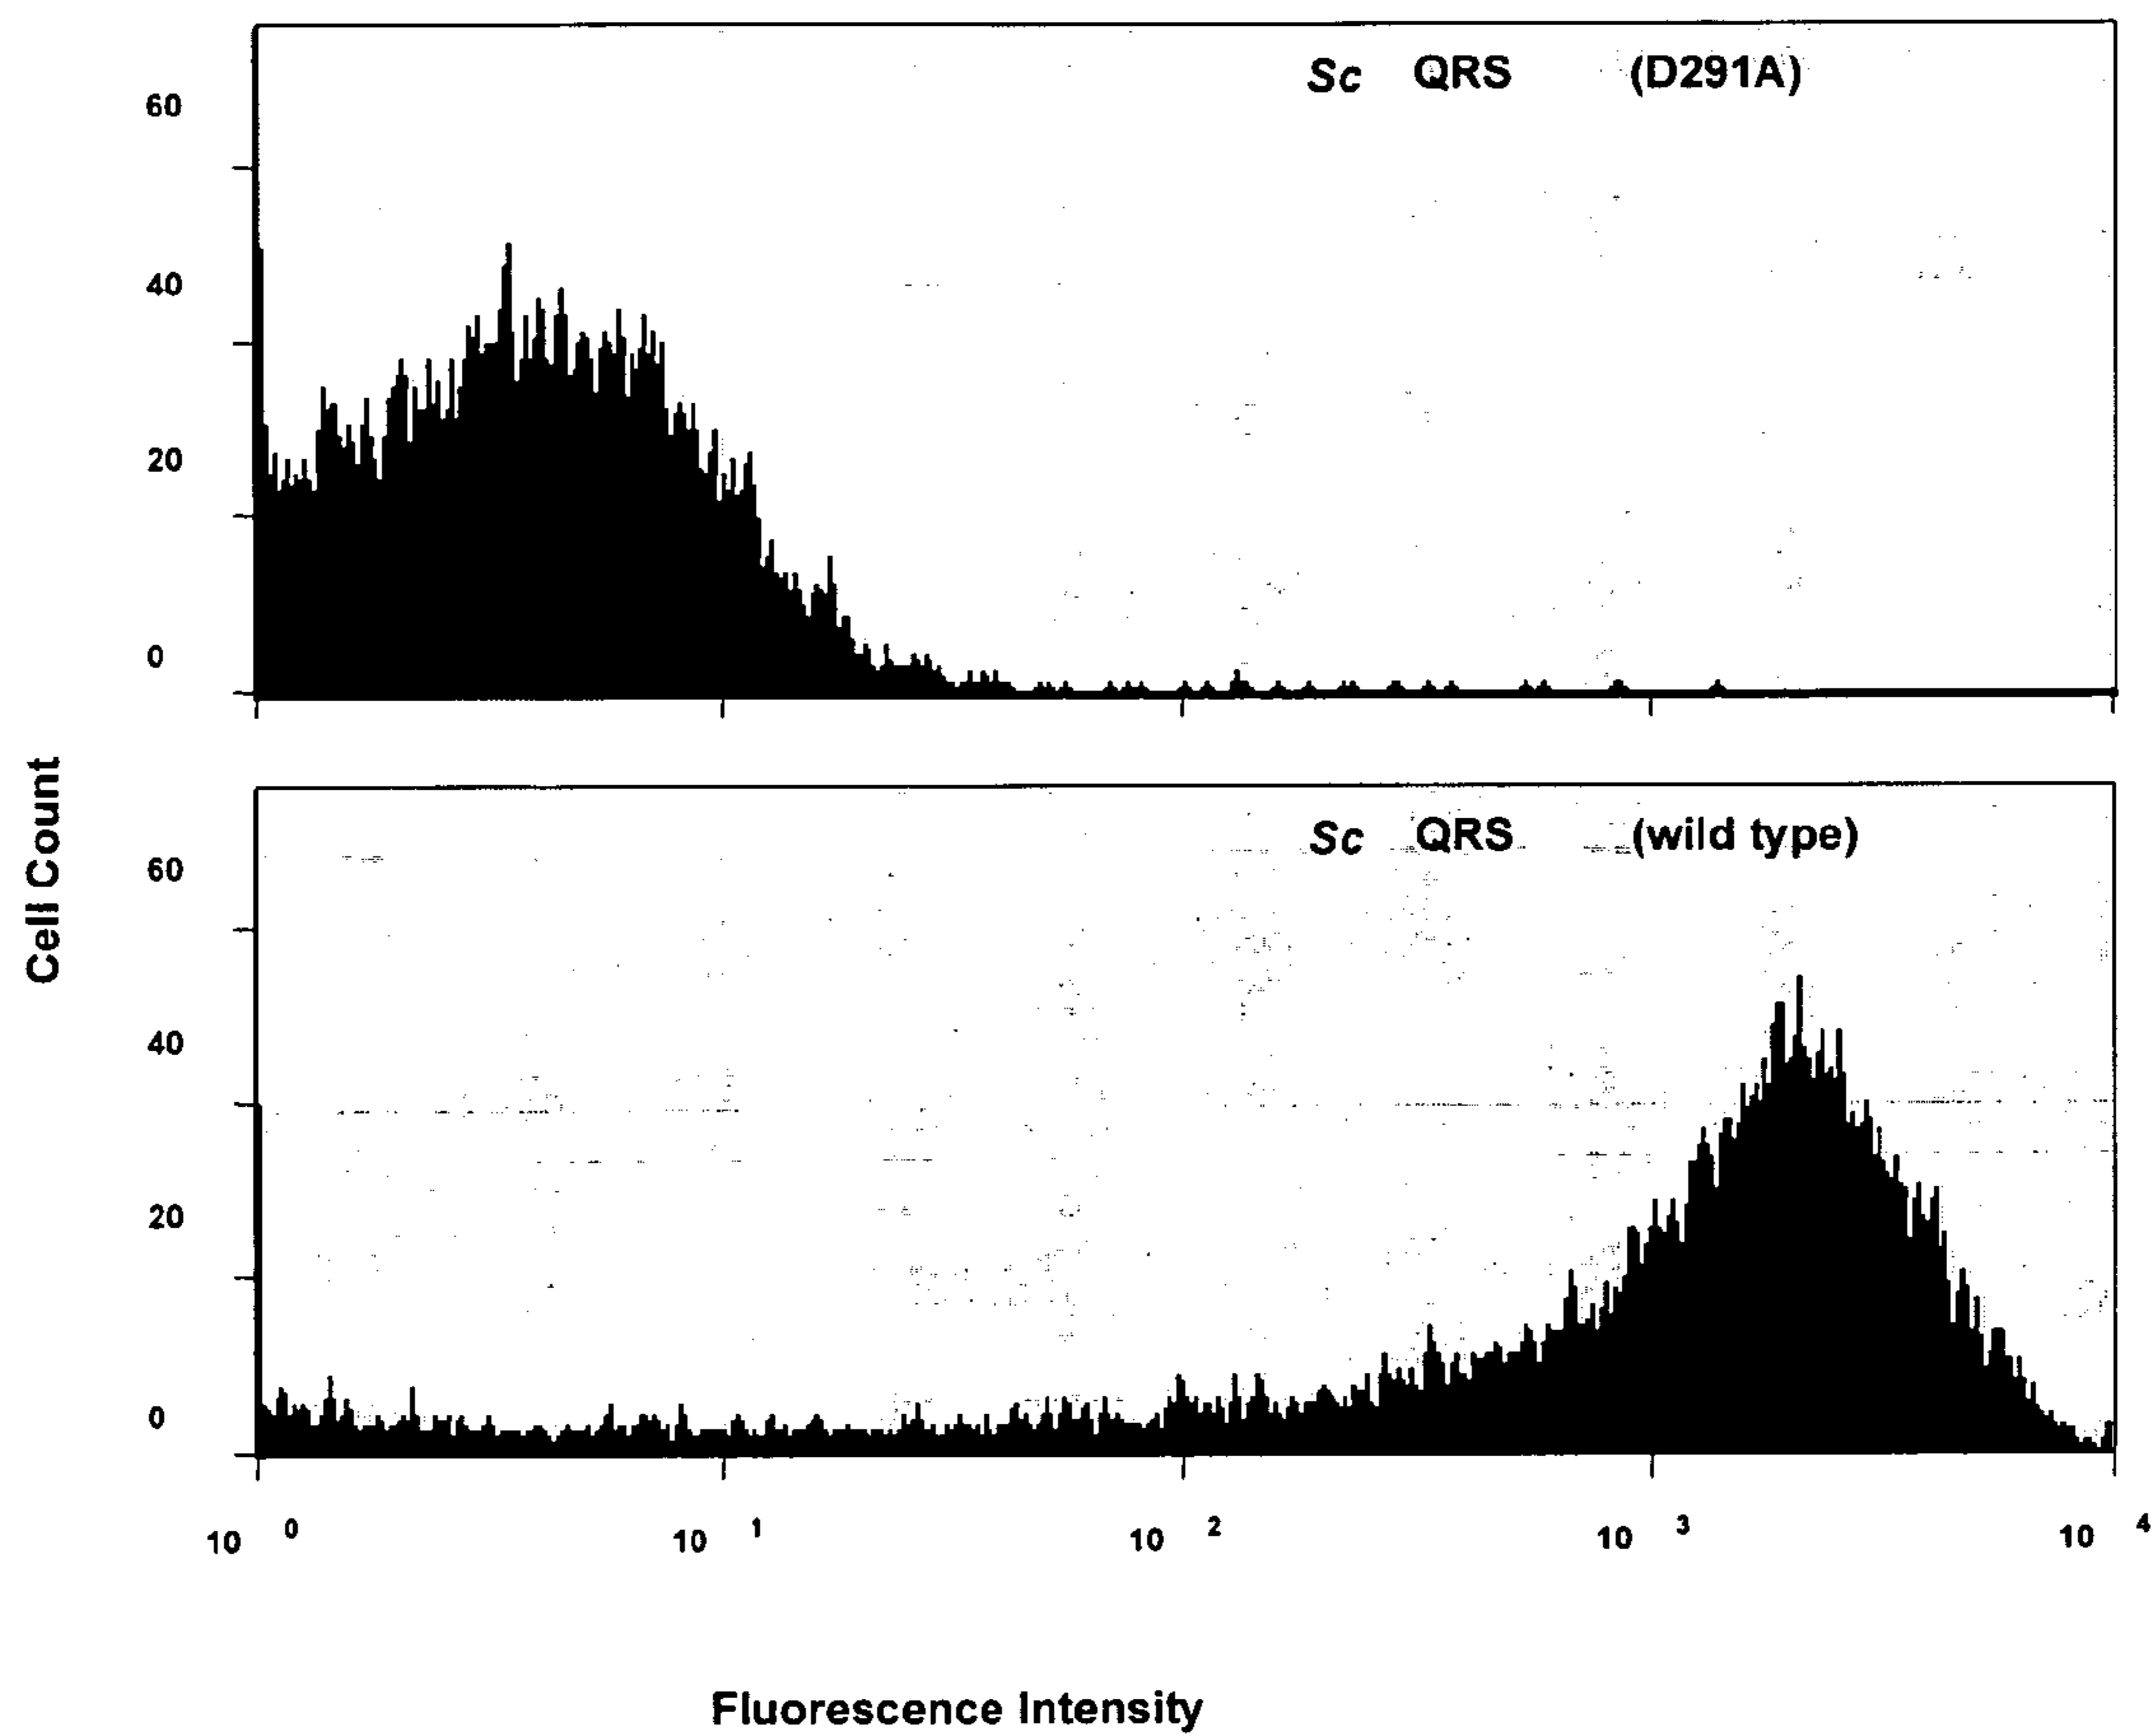 Sc QRS (D291A)
60
40
20
0
Cell Count
Sc QRS (wild type)
60
40
20
0
10 0 10 1 10 2 10 3 10 4
Fluorescence Intensity